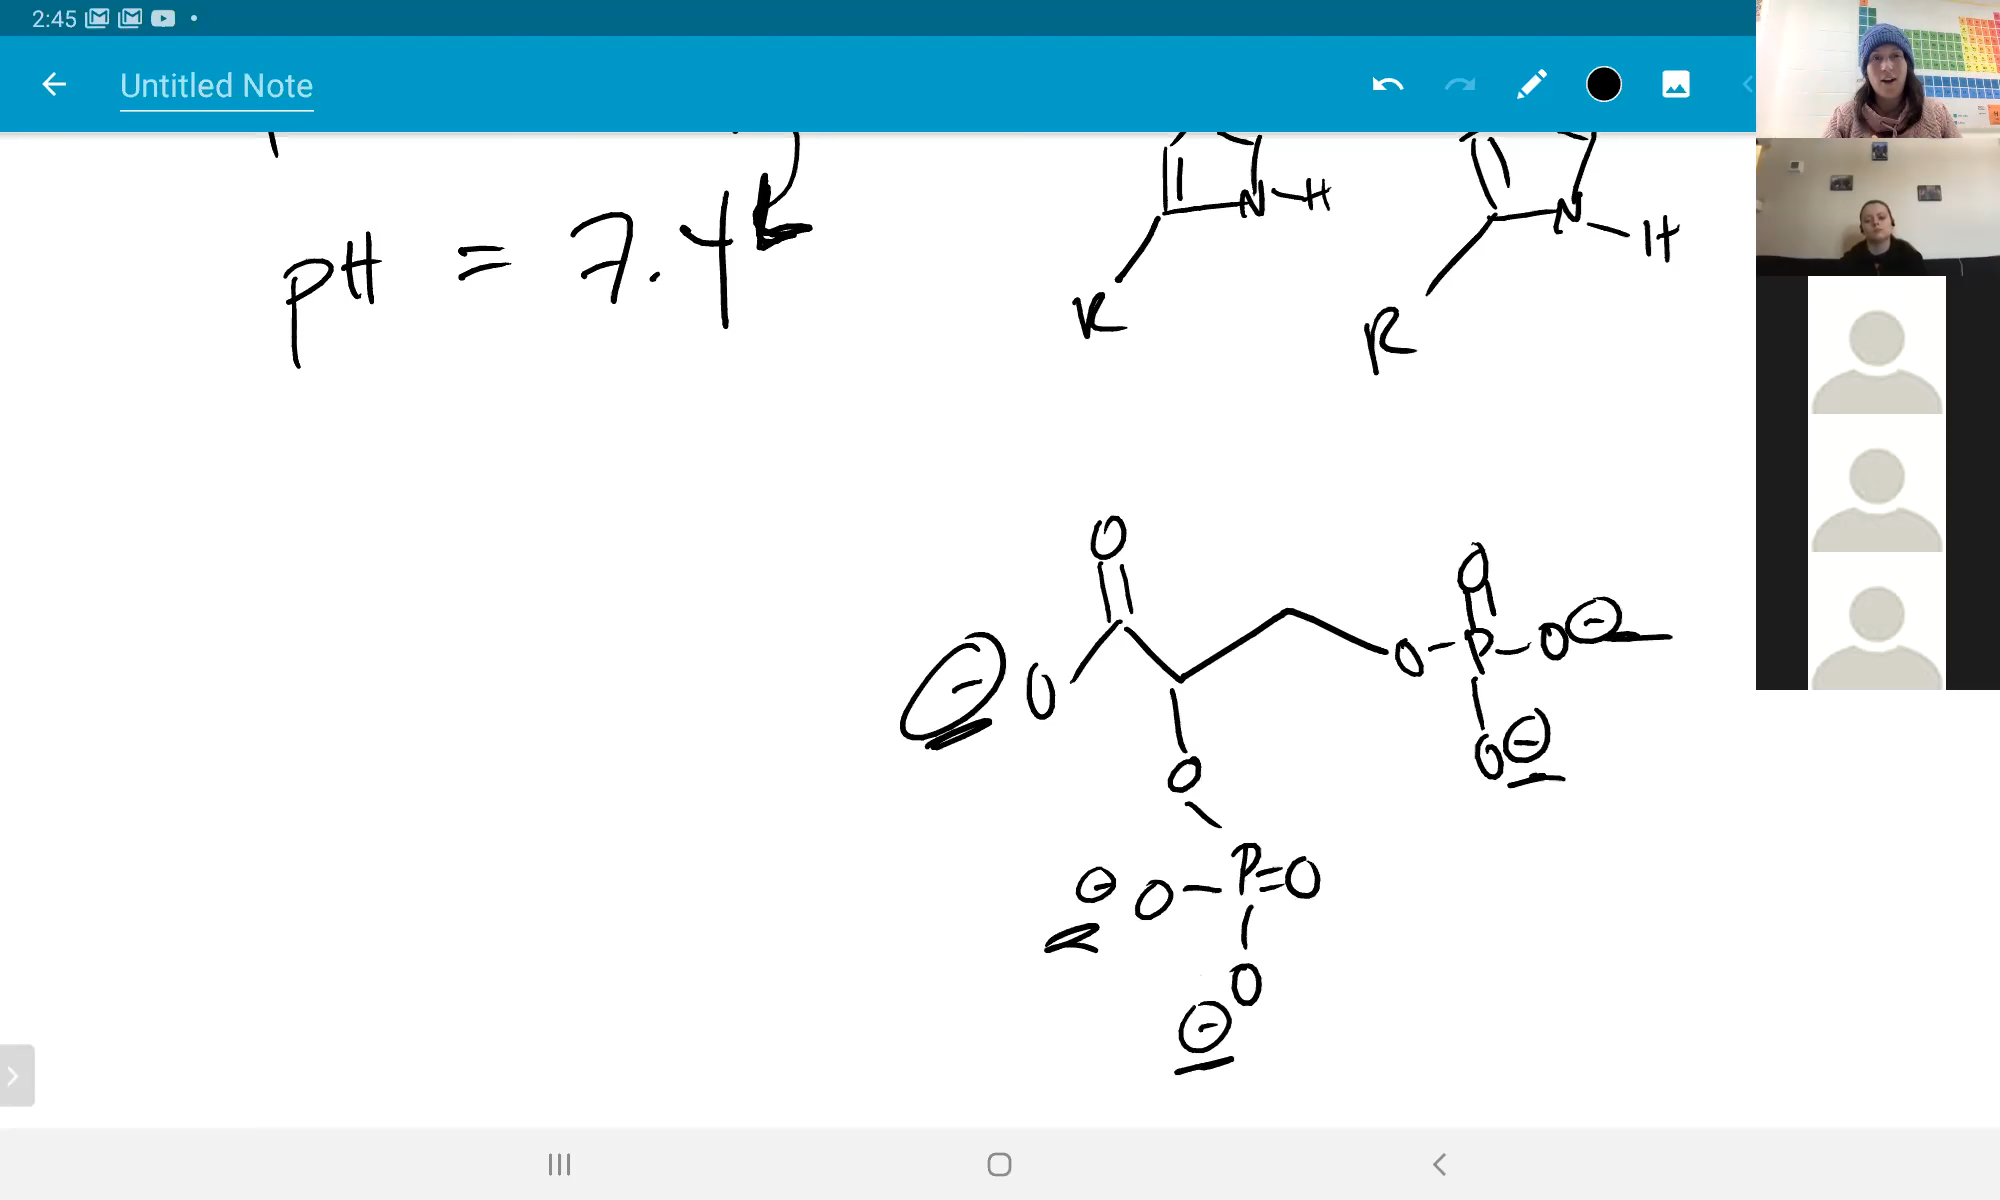 2:45
Untitled Note
N-H
N-H
pH = 7.4
R
R
O
O
⊖ O
O-P-O⊖
O
O⊖
⊖ O-P=O
O
⊖